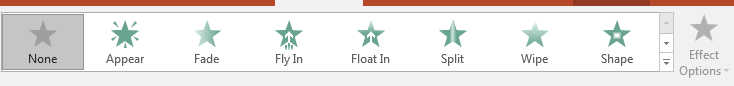 None
Appear
Fade
Fly In
Float In
Split
Wipe
Shape
Effect
Options